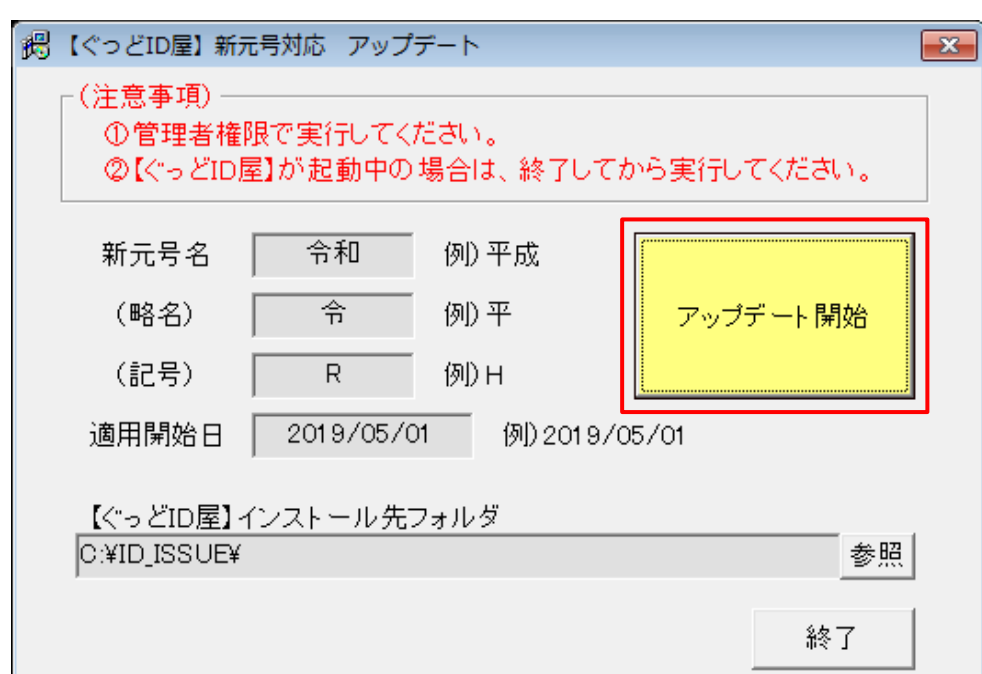 【ぐっどID屋】新元号対応　アップデート
(注意事項)
①管理者権限で実行してください。
②【ぐっどID屋】が起動中の場合は、終了してから実行してください。
新元号名 令和 例)平成
(略名) 令 例)平
(記号) R 例)H
アップデート開始
適用開始日 2019/05/01 例)2019/05/01
【ぐっどID屋】インストール先フォルダ
C:¥ID_ISSUE¥ 参照
終了